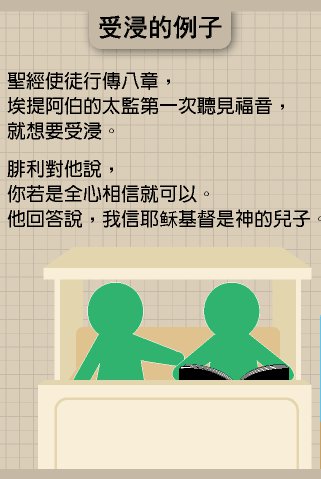 受浸的例子
聖經使徒行傳八章，
埃提阿伯的太監第一次聽見福音，
就想要受浸。
腓利對他說，
你若是全心相信就可以。
他回答說，我信耶穌基督是神的兒子。